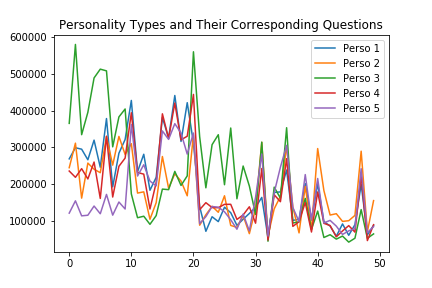 Personality Types and Their Corresponding Questions
600000
500000
400000
300000
200000
100000
0
10
20
30
40
50
Perso 1
Perso 2
Perso 3
Perso 4
Perso 5